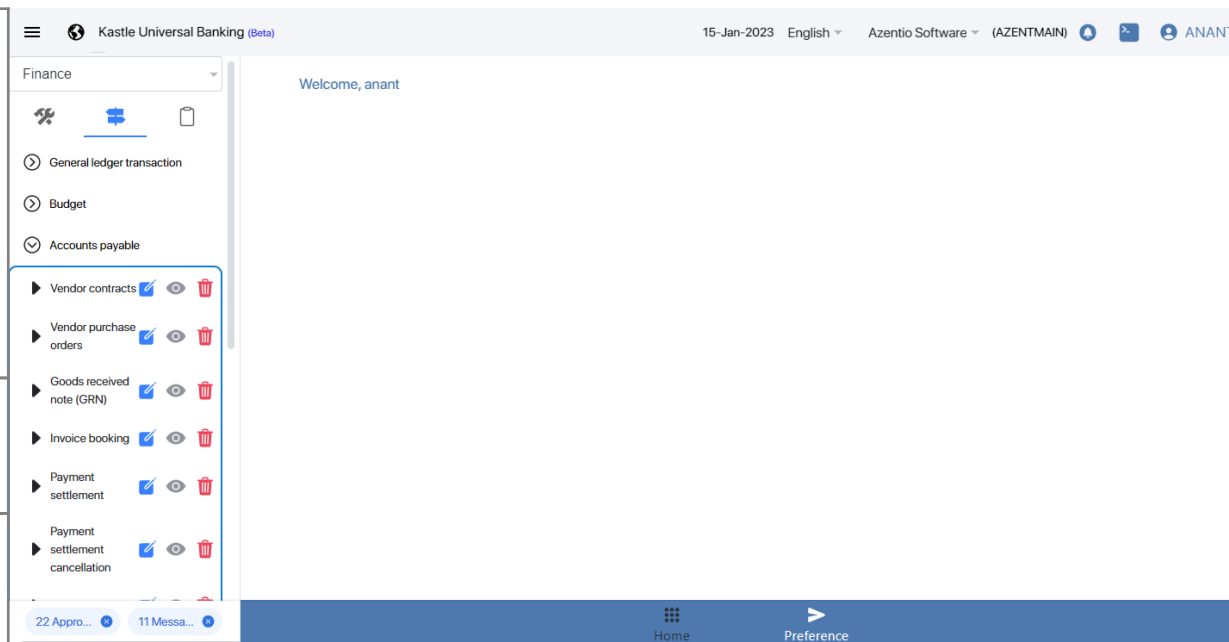 Kastle Universal Banking (Beta)
15-Jan-2023 English Azentio Software (AZENTMAIN) ANANT
Finance
Welcome, anant
General ledger transaction
Budget
Accounts payable
Vendor contracts
Vendor purchase
orders
Goods received
note (GRN)
Invoice booking
Payment
settlement
Payment
settlement
cancellation
22 Appro... 11 Messa...
Home Preference